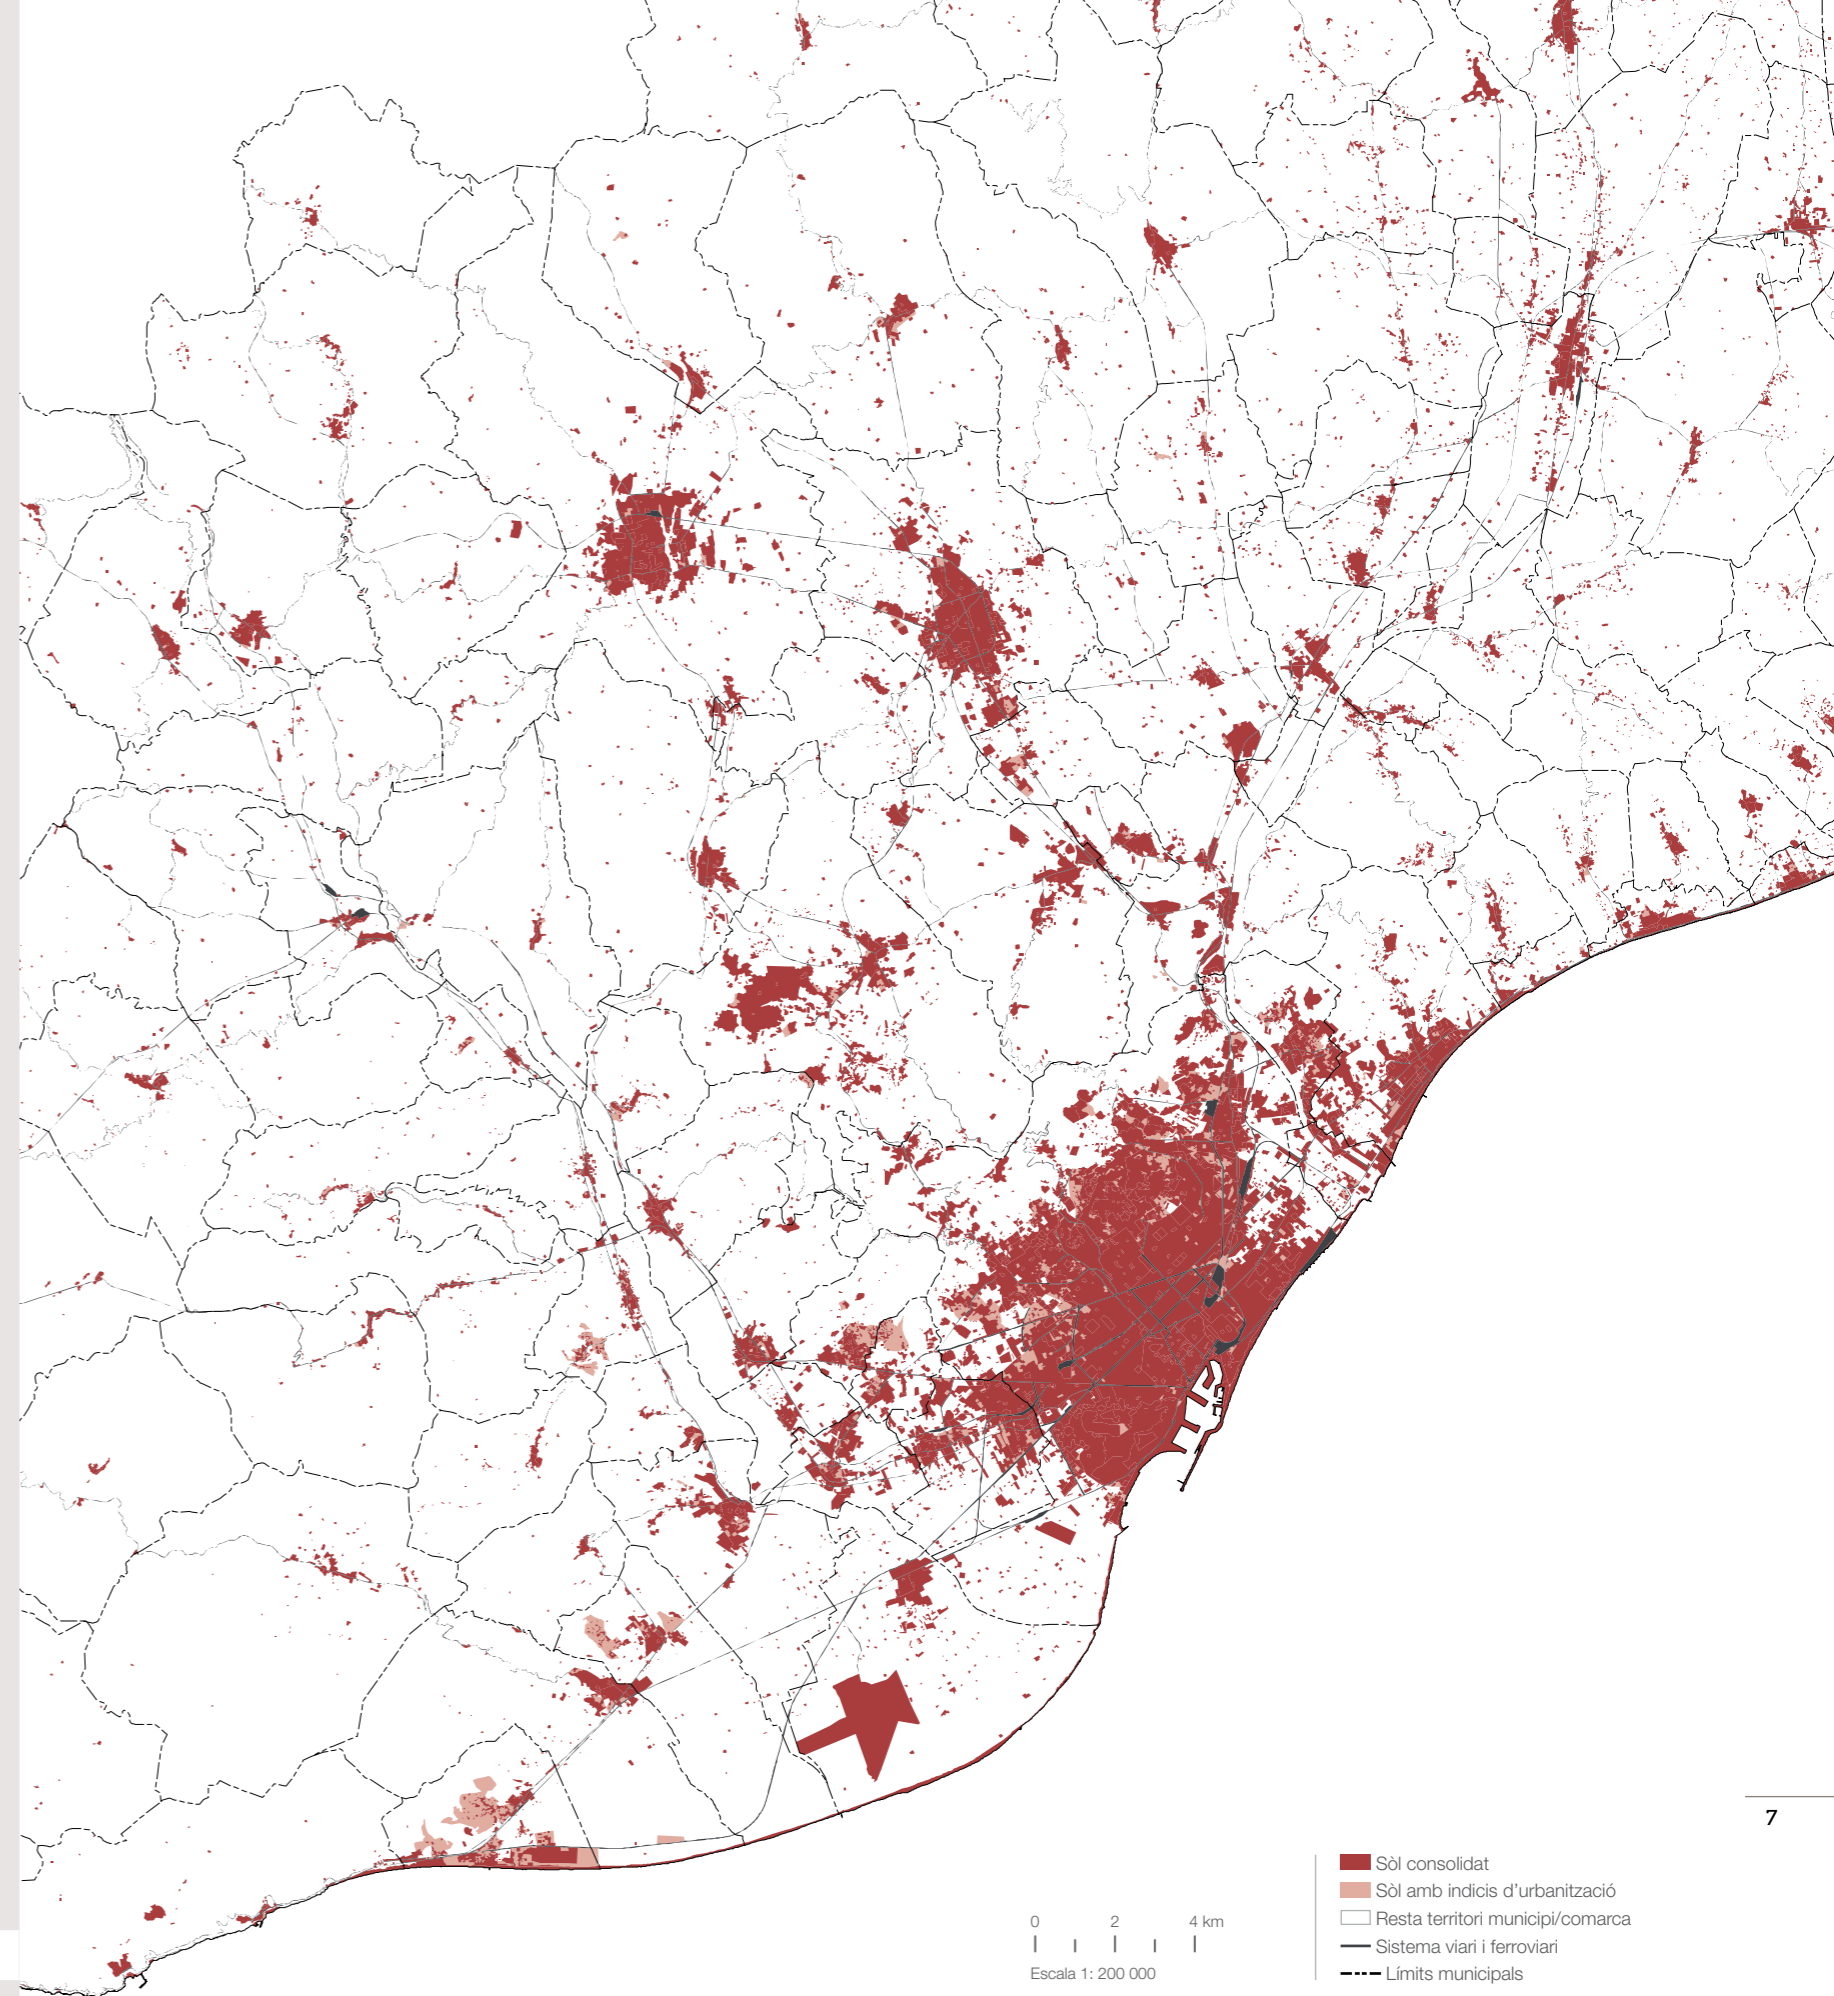 7
Sòl consolidat
Sòl amb indicis d'urbanització
Resta territori municipi/comarca
Sistema viari i ferroviari
Límits municipals
0 2 4 km
Escala 1: 200 000